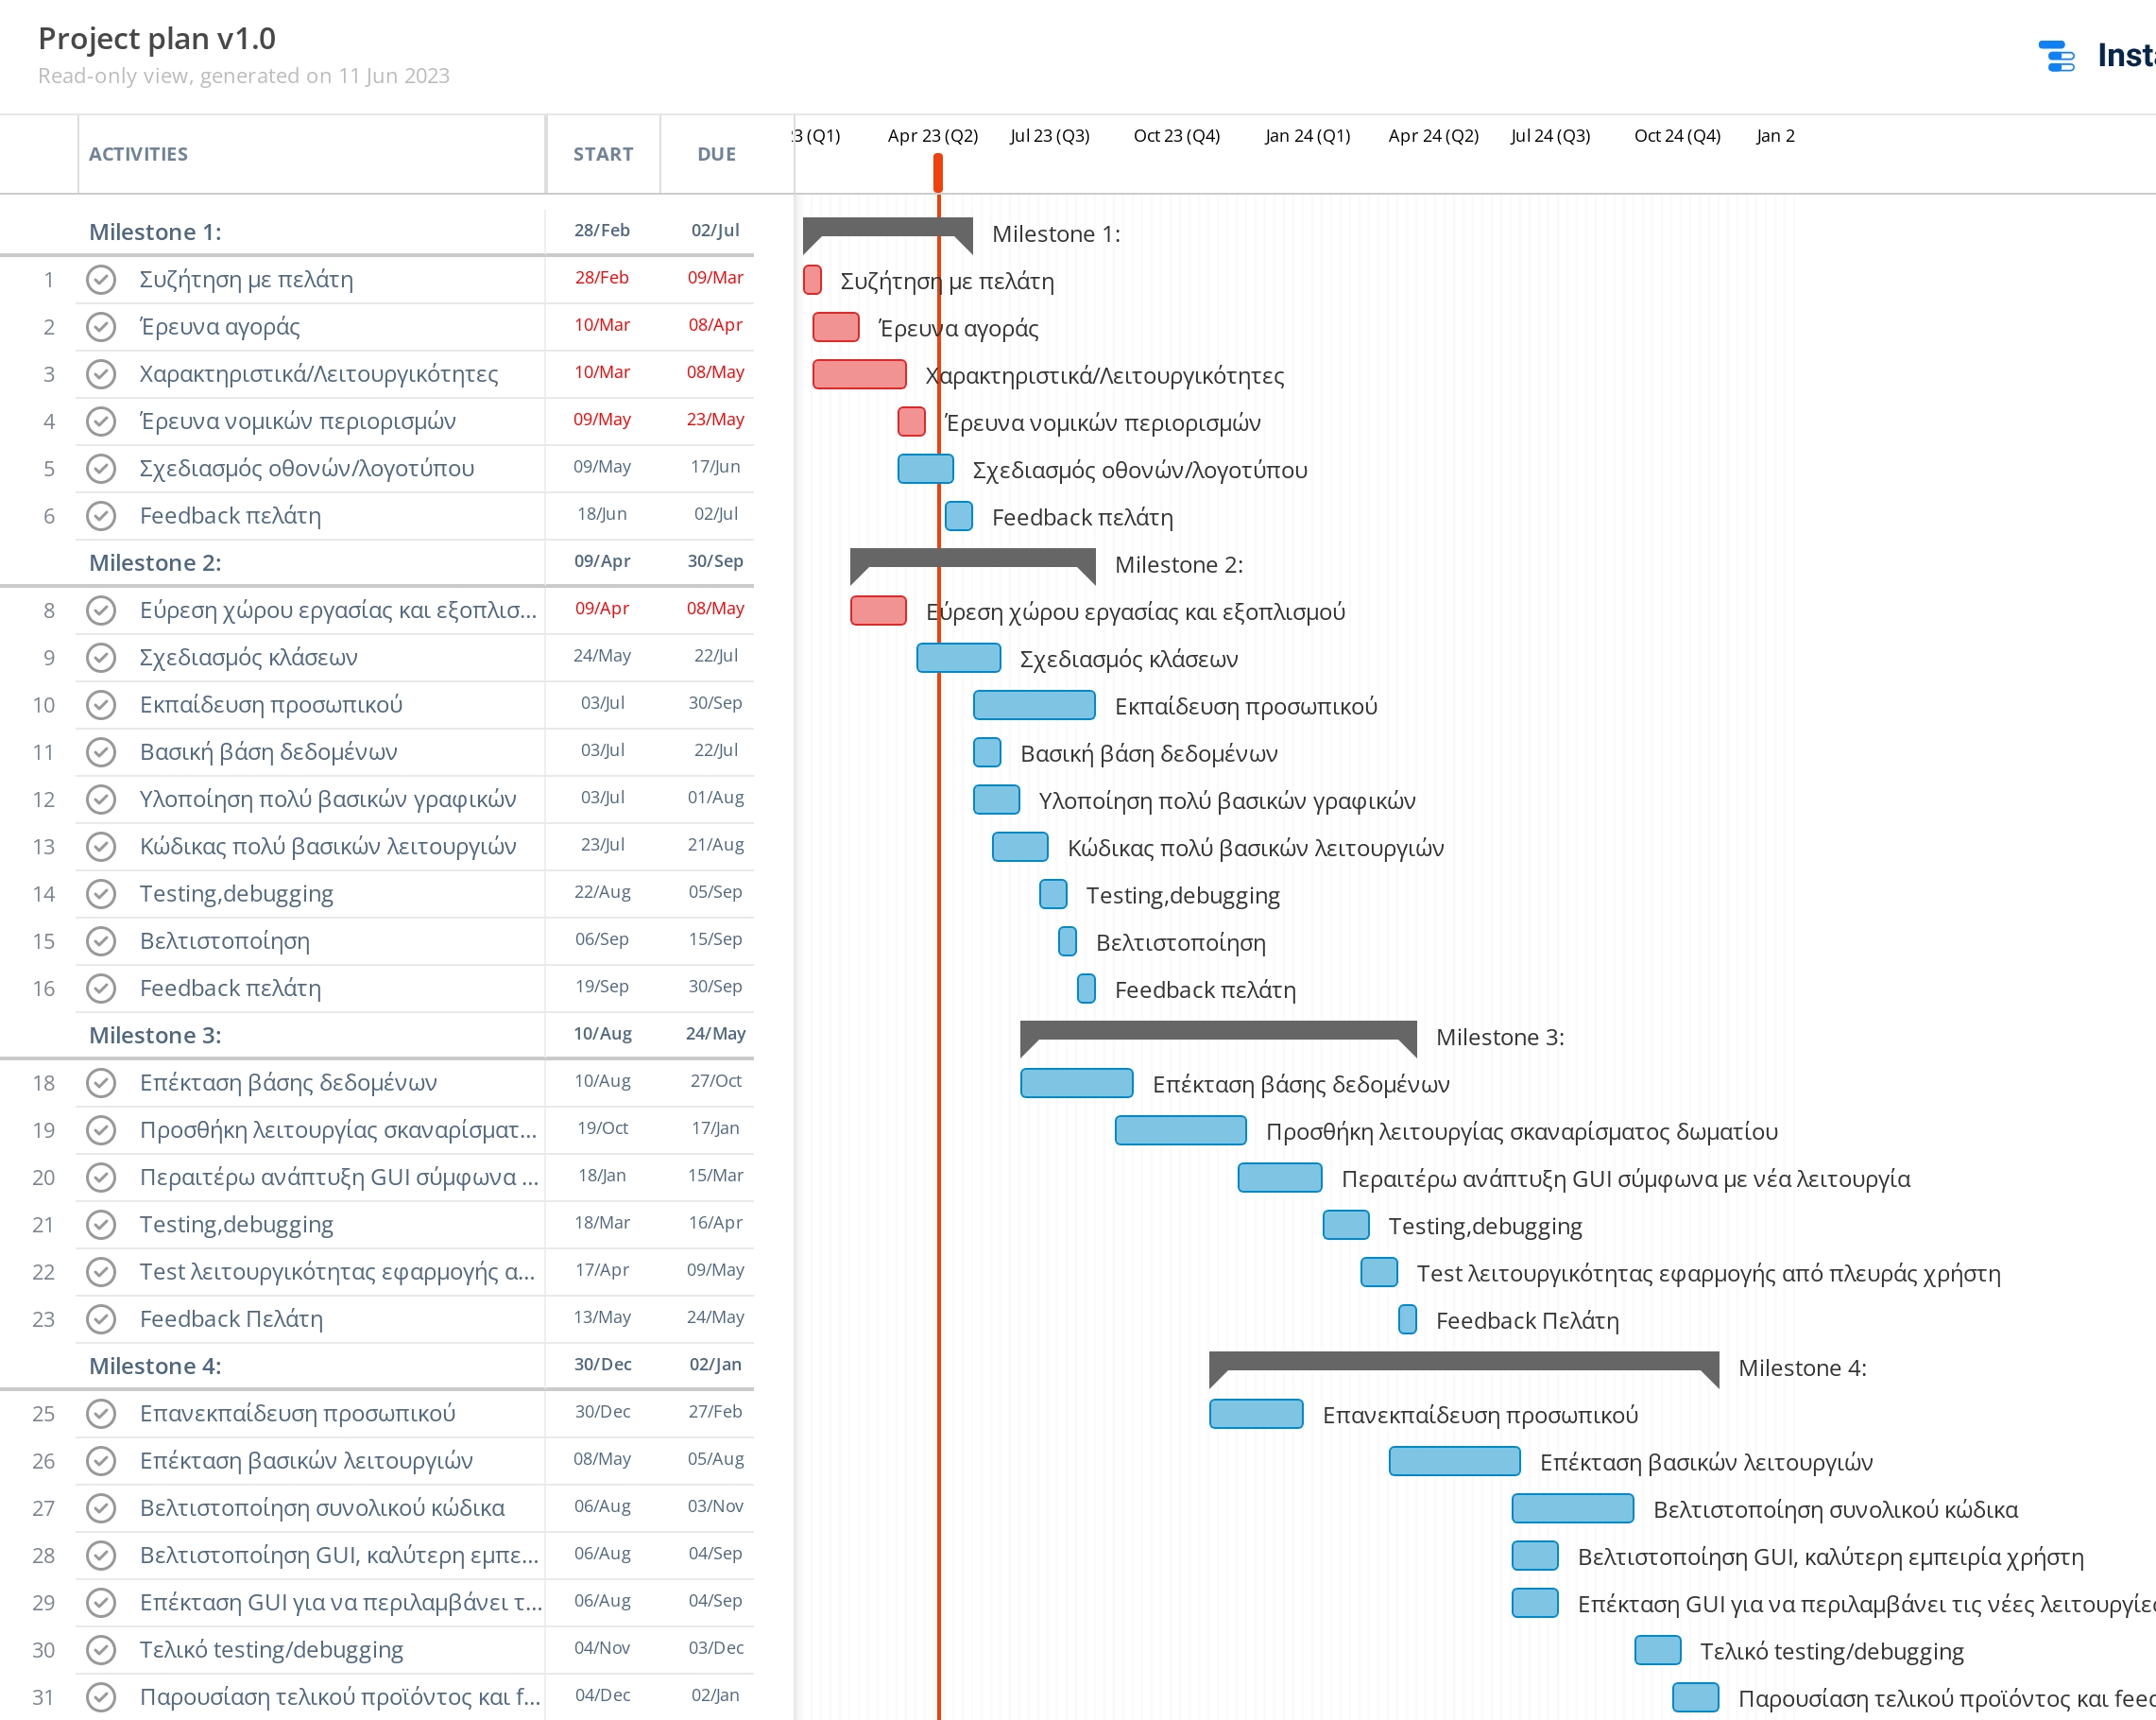 Project plan v1.0
Read-only view, generated on 11 Jun 2023
Insta
ACTIVITIES START DUE 3 (Q1) Apr 23 (Q2) Jul 23 (Q3) Oct 23 (Q4) Jan 24 (Q1) Apr 24 (Q2) Jul 24 (Q3) Oct 24 (Q4) Jan 2
Milestone 1: 28/Feb 02/Jul Milestone 1:
1 Συζήτηση με πελάτη 28/Feb 09/Mar Συζήτηση με πελάτη
2 Έρευνα αγοράς 10/Mar 08/Apr Έρευνα αγοράς
3 Χαρακτηριστικά/Λειτουργικότητες 10/Mar 08/May Χαρακτηριστικά/Λειτουργικότητες
4 Έρευνα νομικών περιορισμών 09/May 23/May Έρευνα νομικών περιορισμών
5 Σχεδιασμός οθονών/λογοτύπου 09/May 17/Jun Σχεδιασμός οθονών/λογοτύπου
6 Feedback πελάτη 18/Jun 02/Jul Feedback πελάτη
Milestone 2: 09/Apr 30/Sep Milestone 2:
8 Εύρεση χώρου εργασίας και εξοπλισ... 09/Apr 08/May Εύρεση χώρου εργασίας και εξοπλισμού
9 Σχεδιασμός κλάσεων 24/May 22/Jul Σχεδιασμός κλάσεων
10 Εκπαίδευση προσωπικού 03/Jul 30/Sep Εκπαίδευση προσωπικού
11 Βασική βάση δεδομένων 03/Jul 22/Jul Βασική βάση δεδομένων
12 Υλοποίηση πολύ βασικών γραφικών 03/Jul 01/Aug Υλοποίηση πολύ βασικών γραφικών
13 Κώδικας πολύ βασικών λειτουργιών 23/Jul 21/Aug Κώδικας πολύ βασικών λειτουργιών
14 Testing,debugging 22/Aug 05/Sep Testing,debugging
15 Βελτιστοποίηση 06/Sep 15/Sep Βελτιστοποίηση
16 Feedback πελάτη 19/Sep 30/Sep Feedback πελάτη
Milestone 3: 10/Aug 24/May Milestone 3:
18 Επέκταση βάσης δεδομένων 10/Aug 27/Oct Επέκταση βάσης δεδομένων
19 Προσθήκη λειτουργίας σκαναρίσματ... 19/Oct 17/Jan Προσθήκη λειτουργίας σκαναρίσματος δωματίου
20 Περαιτέρω ανάπτυξη GUI σύμφωνα ... 18/Jan 15/Mar Περαιτέρω ανάπτυξη GUI σύμφωνα με νέα λειτουργία
21 Testing,debugging 18/Mar 16/Apr Testing,debugging
22 Test λειτουργικότητας εφαρμογής α... 17/Apr 09/May Test λειτουργικότητας εφαρμογής από πλευράς χρήστη
23 Feedback Πελάτη 13/May 24/May Feedback Πελάτη
Milestone 4: 30/Dec 02/Jan Milestone 4:
25 Επανεκπαίδευση προσωπικού 30/Dec 27/Feb Επανεκπαίδευση προσωπικού
26 Επέκταση βασικών λειτουργιών 08/May 05/Aug Επέκταση βασικών λειτουργιών
27 Βελτιστοποίηση συνολικού κώδικα 06/Aug 03/Nov Βελτιστοποίηση συνολικού κώδικα
28 Βελτιστοποίηση GUI, καλύτερη εμπε... 06/Aug 04/Sep Βελτιστοποίηση GUI, καλύτερη εμπειρία χρήστη
29 Επέκταση GUI για να περιλαμβάνει τ... 06/Aug 04/Sep Επέκταση GUI για να περιλαμβάνει τις νέες λειτουργίες
30 Τελικό testing/debugging 04/Nov 03/Dec Τελικό testing/debugging
31 Παρουσίαση τελικού προϊόντος και f... 04/Dec 02/Jan Παρουσίαση τελικού προϊόντος και feed